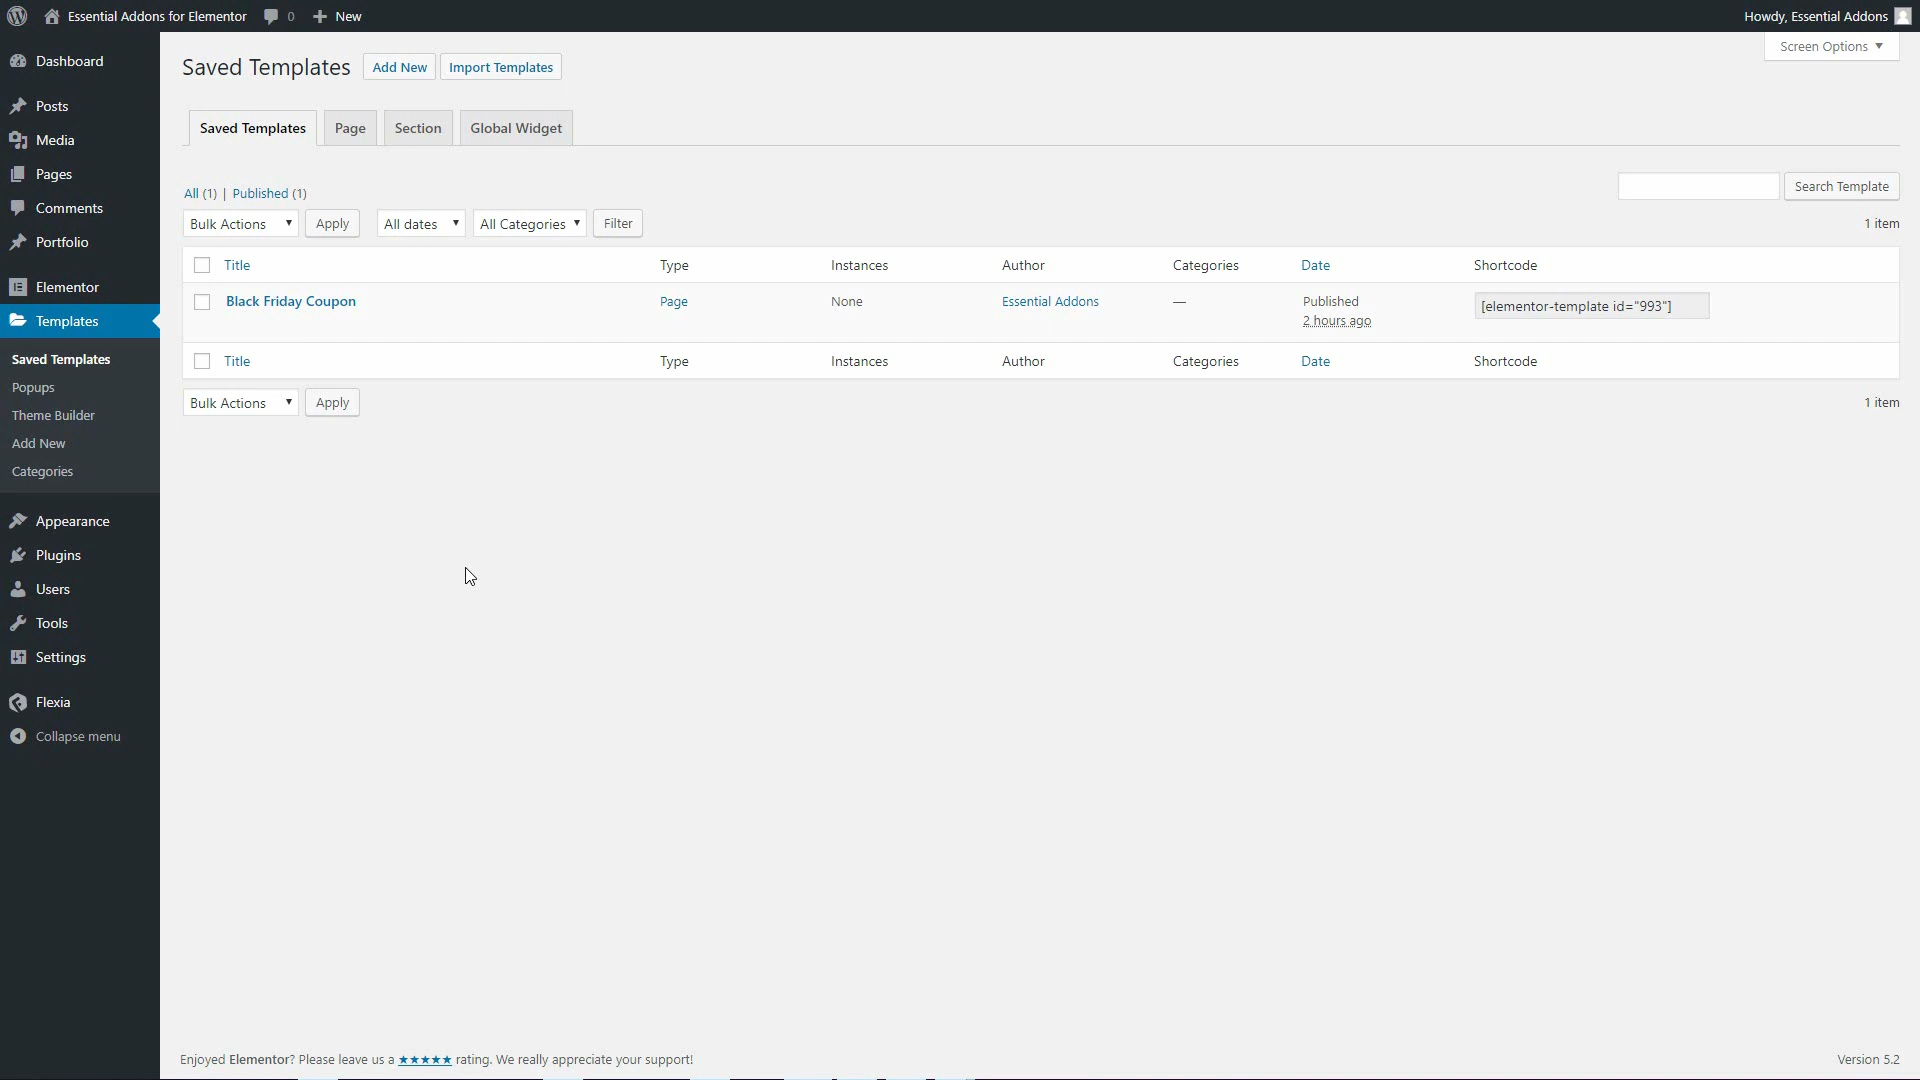 Essential Addons for Elementor 0 New Howdy, Essential Addons
Screen Options ▼
Dashboard
Posts
Media
Pages
Comments
Portfolio
Elementor
Templates
Saved Templates
Popups
Theme Builder
Add New
Categories
Appearance
Plugins
Users
Tools
Settings
Flexia
Collapse menu
Saved Templates Add New Import Templates
Saved Templates Page Section Global Widget
All (1) | Published (1)
Search Template
Bulk Actions Apply All dates All Categories Filter 1 item
Title Type Instances Author Categories Date Shortcode
Black Friday Coupon Page None Essential Addons — Published [elementor-template id="993"]
2 hours ago
Title Type Instances Author Categories Date Shortcode
Bulk Actions Apply 1 item
Enjoyed Elementor? Please leave us a ★★★★★ rating. We really appreciate your support! Version 5.2